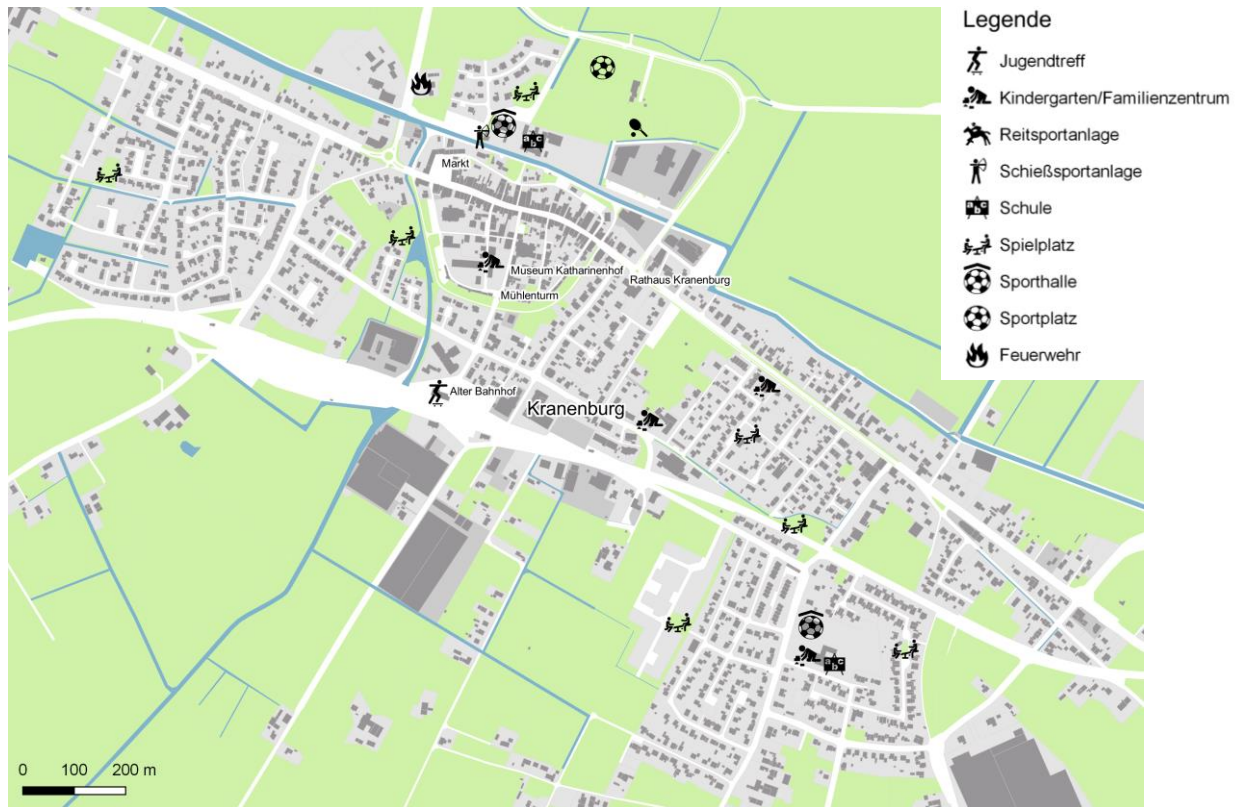 Legende
Jugendtreff
Kindergarten/Familienzentrum
Reitsportanlage
Schießsportanlage
Schule
Spielplatz
Sporthalle
Sportplatz
Feuerwehr
a b c
Markt
Museum Katharinenhof
Mühlenturm
Rathaus Kranenburg
Alter Bahnhof
Kranenburg
a b c
a b c
0 100 200 m